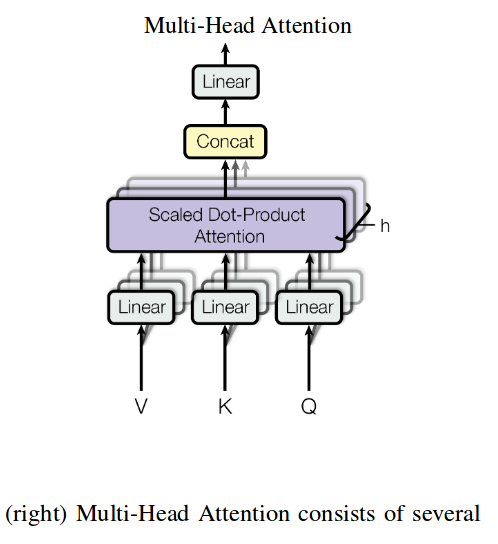 Multi-Head Attention
Linear
Concat
Scaled Dot-Product
Attention
h
Linear Linear Linear
V K Q
(right) Multi-Head Attention consists of several